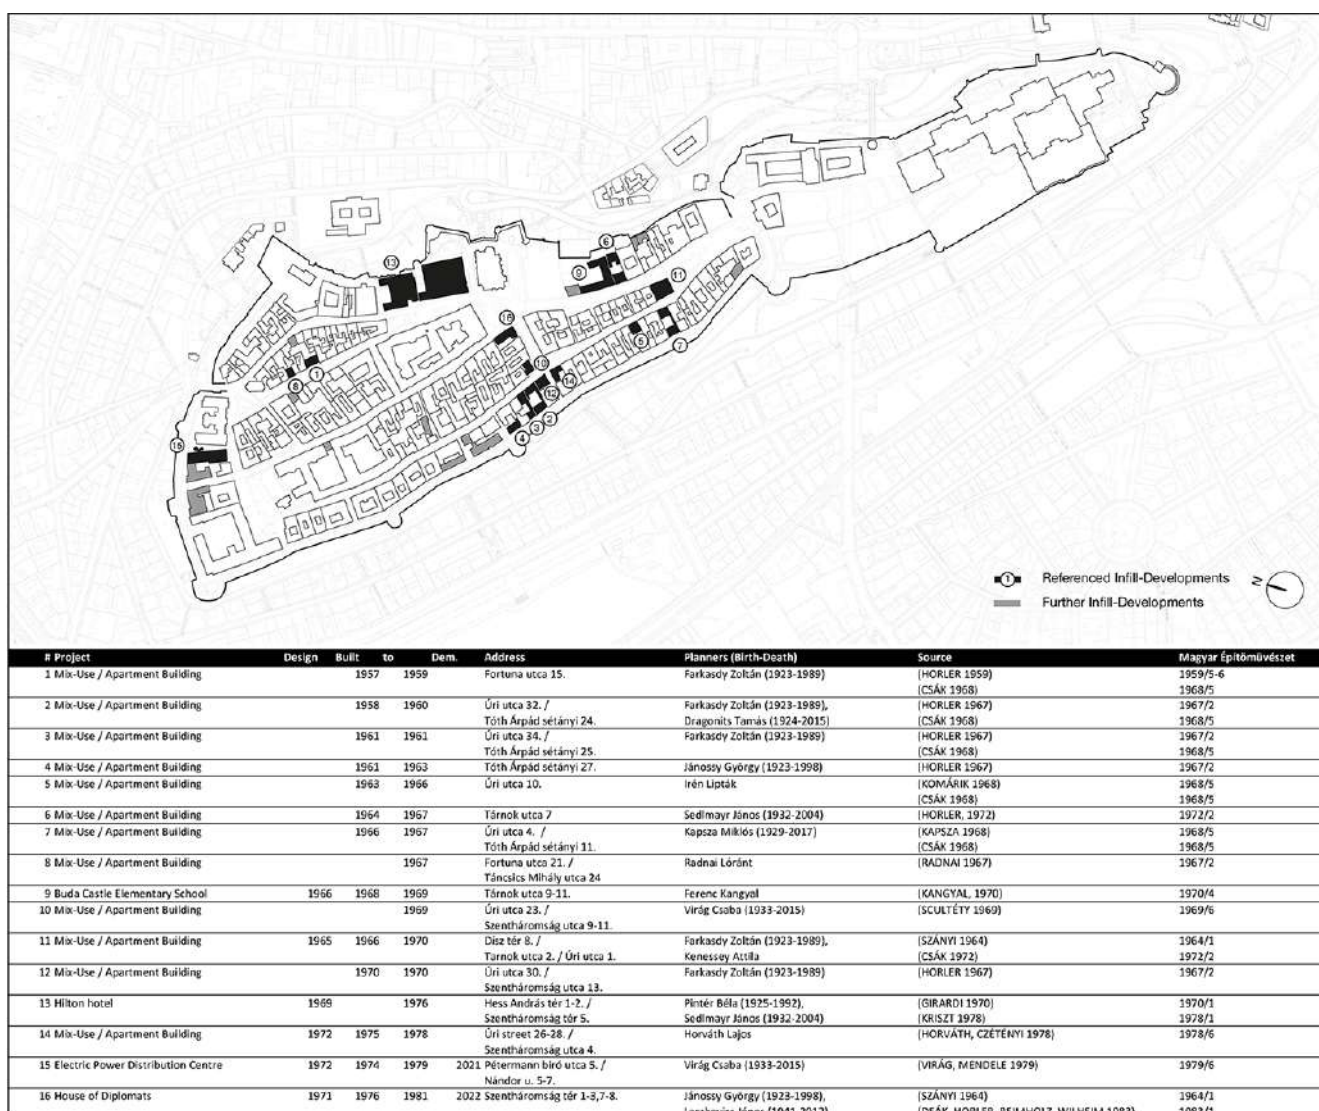 13
6
9
11
16
10
5
7
8
1
12
14
15
4
3
2
1 Referenced Infill-Developments
N
Further Infill-Developments
# Project Design Built to Dem. Address Planners (Birth-Death) Source Magyar Építőművészet
1 Mix-Use / Apartment Building 1957 1959 Fortuna utca 15. Farkasdy Zoltán (1923-1989) (HORLER 1959) 1959/5-6
(CSÁK 1968) 1968/5
2 Mix-Use / Apartment Building 1958 1960 Úri utca 32. / Farkasdy Zoltán (1923-1989), (HORLER 1967) 1967/2
Tóth Árpád sétányi 24. Dragonits Tamás (1924-2015) (CSÁK 1968) 1968/5
3 Mix-Use / Apartment Building 1961 1961 Úri utca 34. / Farkasdy Zoltán (1923-1989) (HORLER 1967) 1967/2
Tóth Árpád sétányi 25. (CSÁK 1968) 1968/5
4 Mix-Use / Apartment Building 1961 1963 Tóth Árpád sétányi 27. Jánossy György (1923-1998) (HORLER 1967) 1967/2
5 Mix-Use / Apartment Building 1963 1966 Úri utca 10. Irén Lipták (KOMÁRIK 1968) 1968/5
(CSÁK 1968) 1968/5
6 Mix-Use / Apartment Building 1964 1967 Tárnok utca 7 Sedlmayr János (1932-2004) (HORLER, 1972) 1972/2
7 Mix-Use / Apartment Building 1966 1967 Úri utca 4. / Kapsza Miklós (1929-2017) (KAPSZA 1968) 1968/5
Tóth Árpád sétányi 11. (CSÁK 1968) 1968/5
8 Mix-Use / Apartment Building 1967 Fortuna utca 21. / Radnai Lóránt (RADNAI 1967) 1967/2
Táncsics Mihály utca 24
9 Buda Castle Elementary School 1966 1968 1969 Tárnok utca 9-11. Ferenc Kangyal (KANGYAL, 1970) 1970/4
10 Mix-Use / Apartment Building 1969 Úri utca 23. / Virág Csaba (1933-2015) (SCULTÉTY 1969) 1969/6
Szentháromság utca 9-11.
11 Mix-Use / Apartment Building 1965 1966 1970 Dísz tér 8. / Farkasdy Zoltán (1923-1989), (SZÁNYI 1964) 1964/1
Tarnok utca 2. / Úri utca 1. Kenessey Attila (CSÁK 1972) 1972/2
12 Mix-Use / Apartment Building 1970 1970 Úri utca 30. / Farkasdy Zoltán (1923-1989) (HORLER 1967) 1967/2
Szentháromság utca 13.
13 Hilton hotel 1969 1976 Hess András tér 1-2. / Pintér Béla (1925-1992), (GIRARDI 1970) 1970/1
Szentháromság tér 5. Sedlmayr János (1932-2004) (KRISZT 1978) 1978/1
14 Mix-Use / Apartment Building 1972 1975 1978 Úri street 26-28. / Horváth Lajos (HORVÁTH, CZÉTÉNYI 1978) 1978/6
Szentháromság utca 4.
15 Electric Power Distribution Centre 1972 1974 1979 2021 Pétermann bíró utca 5. / Virág Csaba (1933-2015) (VIRÁG, MENDELE 1979) 1979/6
Nándor u. 5-7.
16 House of Diplomats 1971 1976 1981 2022 Szentháromság tér 1-3,7-8. Jánossy György (1923-1998), (SZÁNYI 1964) 1964/1